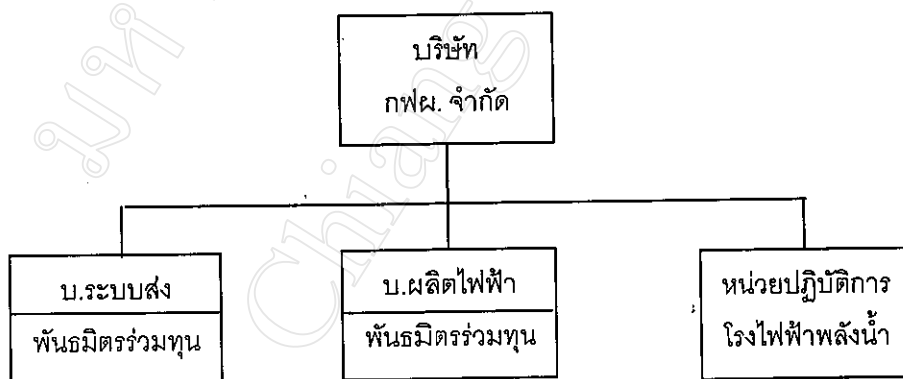 บริษัท
กฟผ. จำกัด
บ.ระบบส่ง
พันธมิตรร่วมทุน
บ.ผลิตไฟฟ้า
พันธมิตรร่วมทุน
หน่วยปฏิบัติการ
โรงไฟฟ้าพลังน้ำ
มห
Chiang